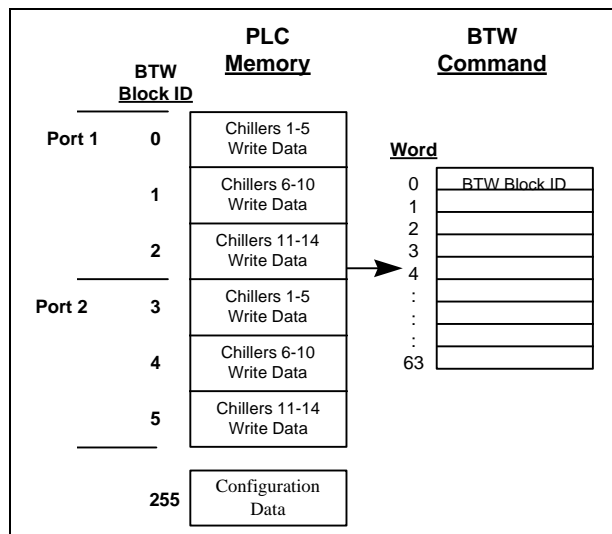 PLC
Memory
BTW
Command
BTW
Block ID
Port 1
0
Chillers 1-5
Write Data
1
Chillers 6-10
Write Data
2
Chillers 11-14
Write Data
Port 2
3
Chillers 1-5
Write Data
4
Chillers 6-10
Write Data
5
Chillers 11-14
Write Data
255
Configuration
Data
Word
0
BTW Block ID
1
2
3
4
:
:
:
63